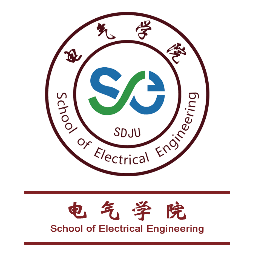 电气学院
se
SDJU
School of Electrical Engineering
电气学院
School of Electrical Engineering